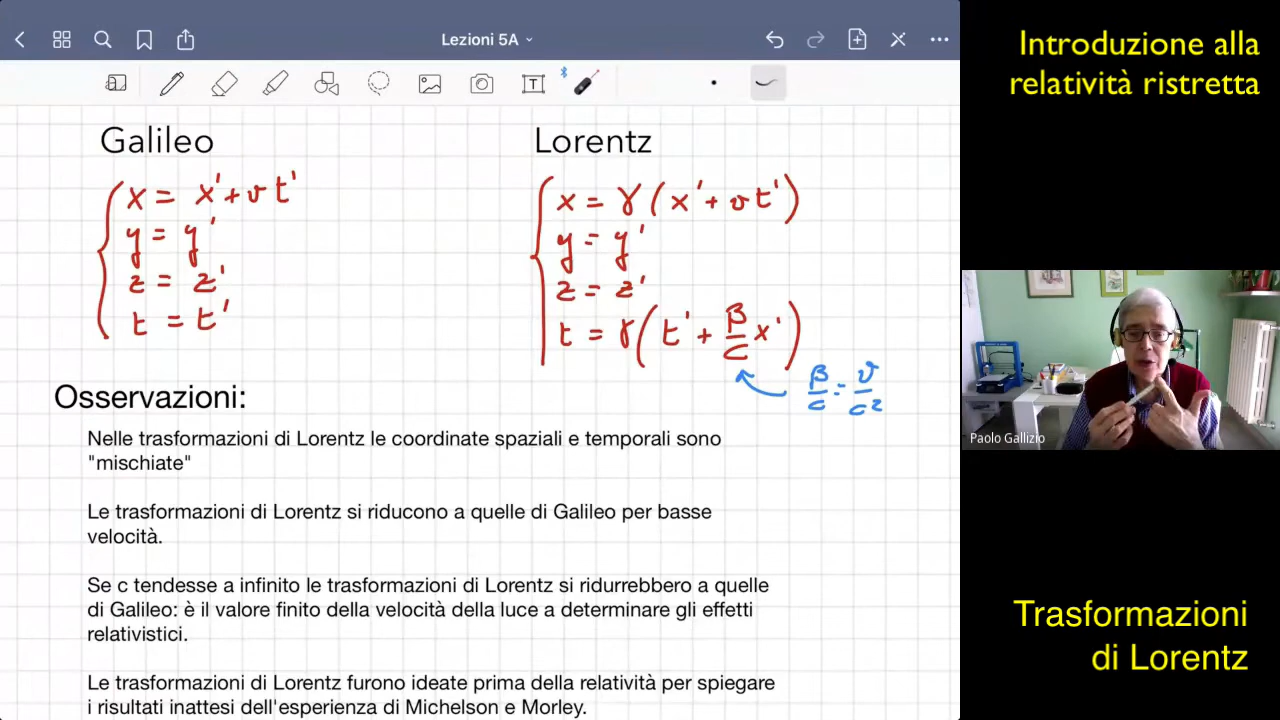 Lezioni 5A
T
Introduzione alla
relatività ristretta
Galileo
x = x' + v t'
y = y'
z = z'
t = t'
Lorentz
x = γ ( x' + v t' )
y = y'
z = z'
t = γ ( t' + β/c x' )
β/c = v/c²
Osservazioni:
Nelle trasformazioni di Lorentz le coordinate spaziali e temporali sono
"mischiate"
Le trasformazioni di Lorentz si riducono a quelle di Galileo per basse
velocità.
Se c tendesse a infinito le trasformazioni di Lorentz si ridurrebbero a quelle
di Galileo: è il valore finito della velocità della luce a determinare gli effetti
relativistici.
Le trasformazioni di Lorentz furono ideate prima della relatività per spiegare
i risultati inattesi dell'esperienza di Michelson e Morley.
Paolo Gallizio
Trasformazioni
di Lorentz